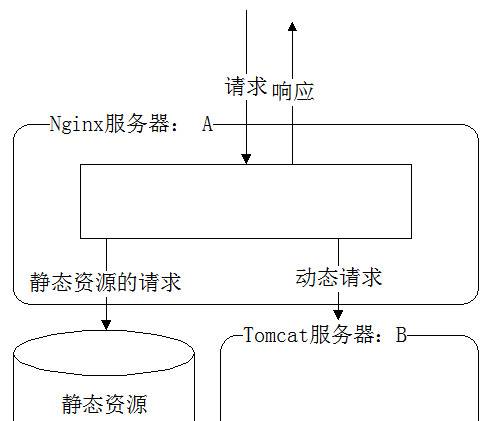 请求
响应
Nginx服务器： A
静态资源的请求
动态请求
Tomcat服务器：B
静态资源